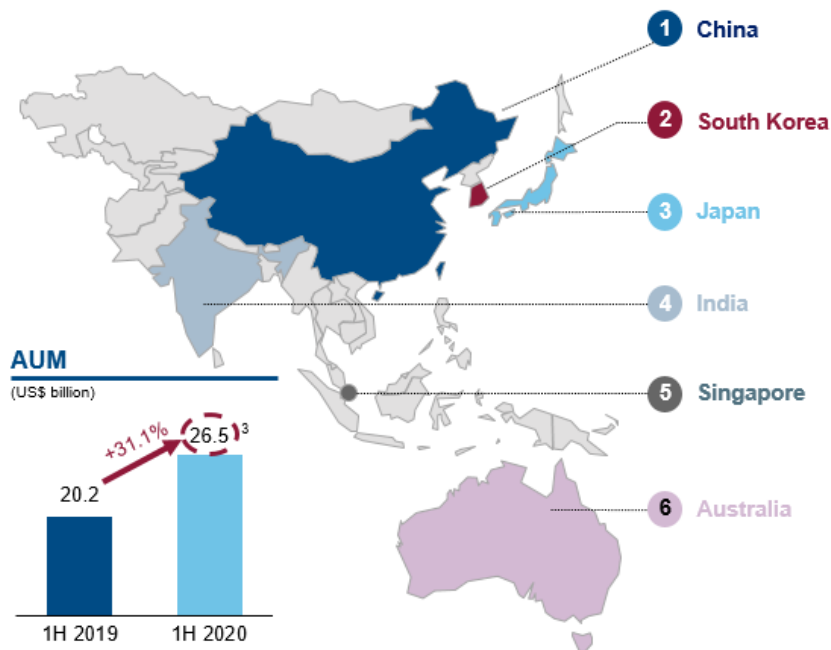 1 China
2 South Korea
3 Japan
4 India
5 Singapore
6 Australia
AUM
(US$ billion)
+31.1%
26.5 3
20.2
1H 2019 1H 2020